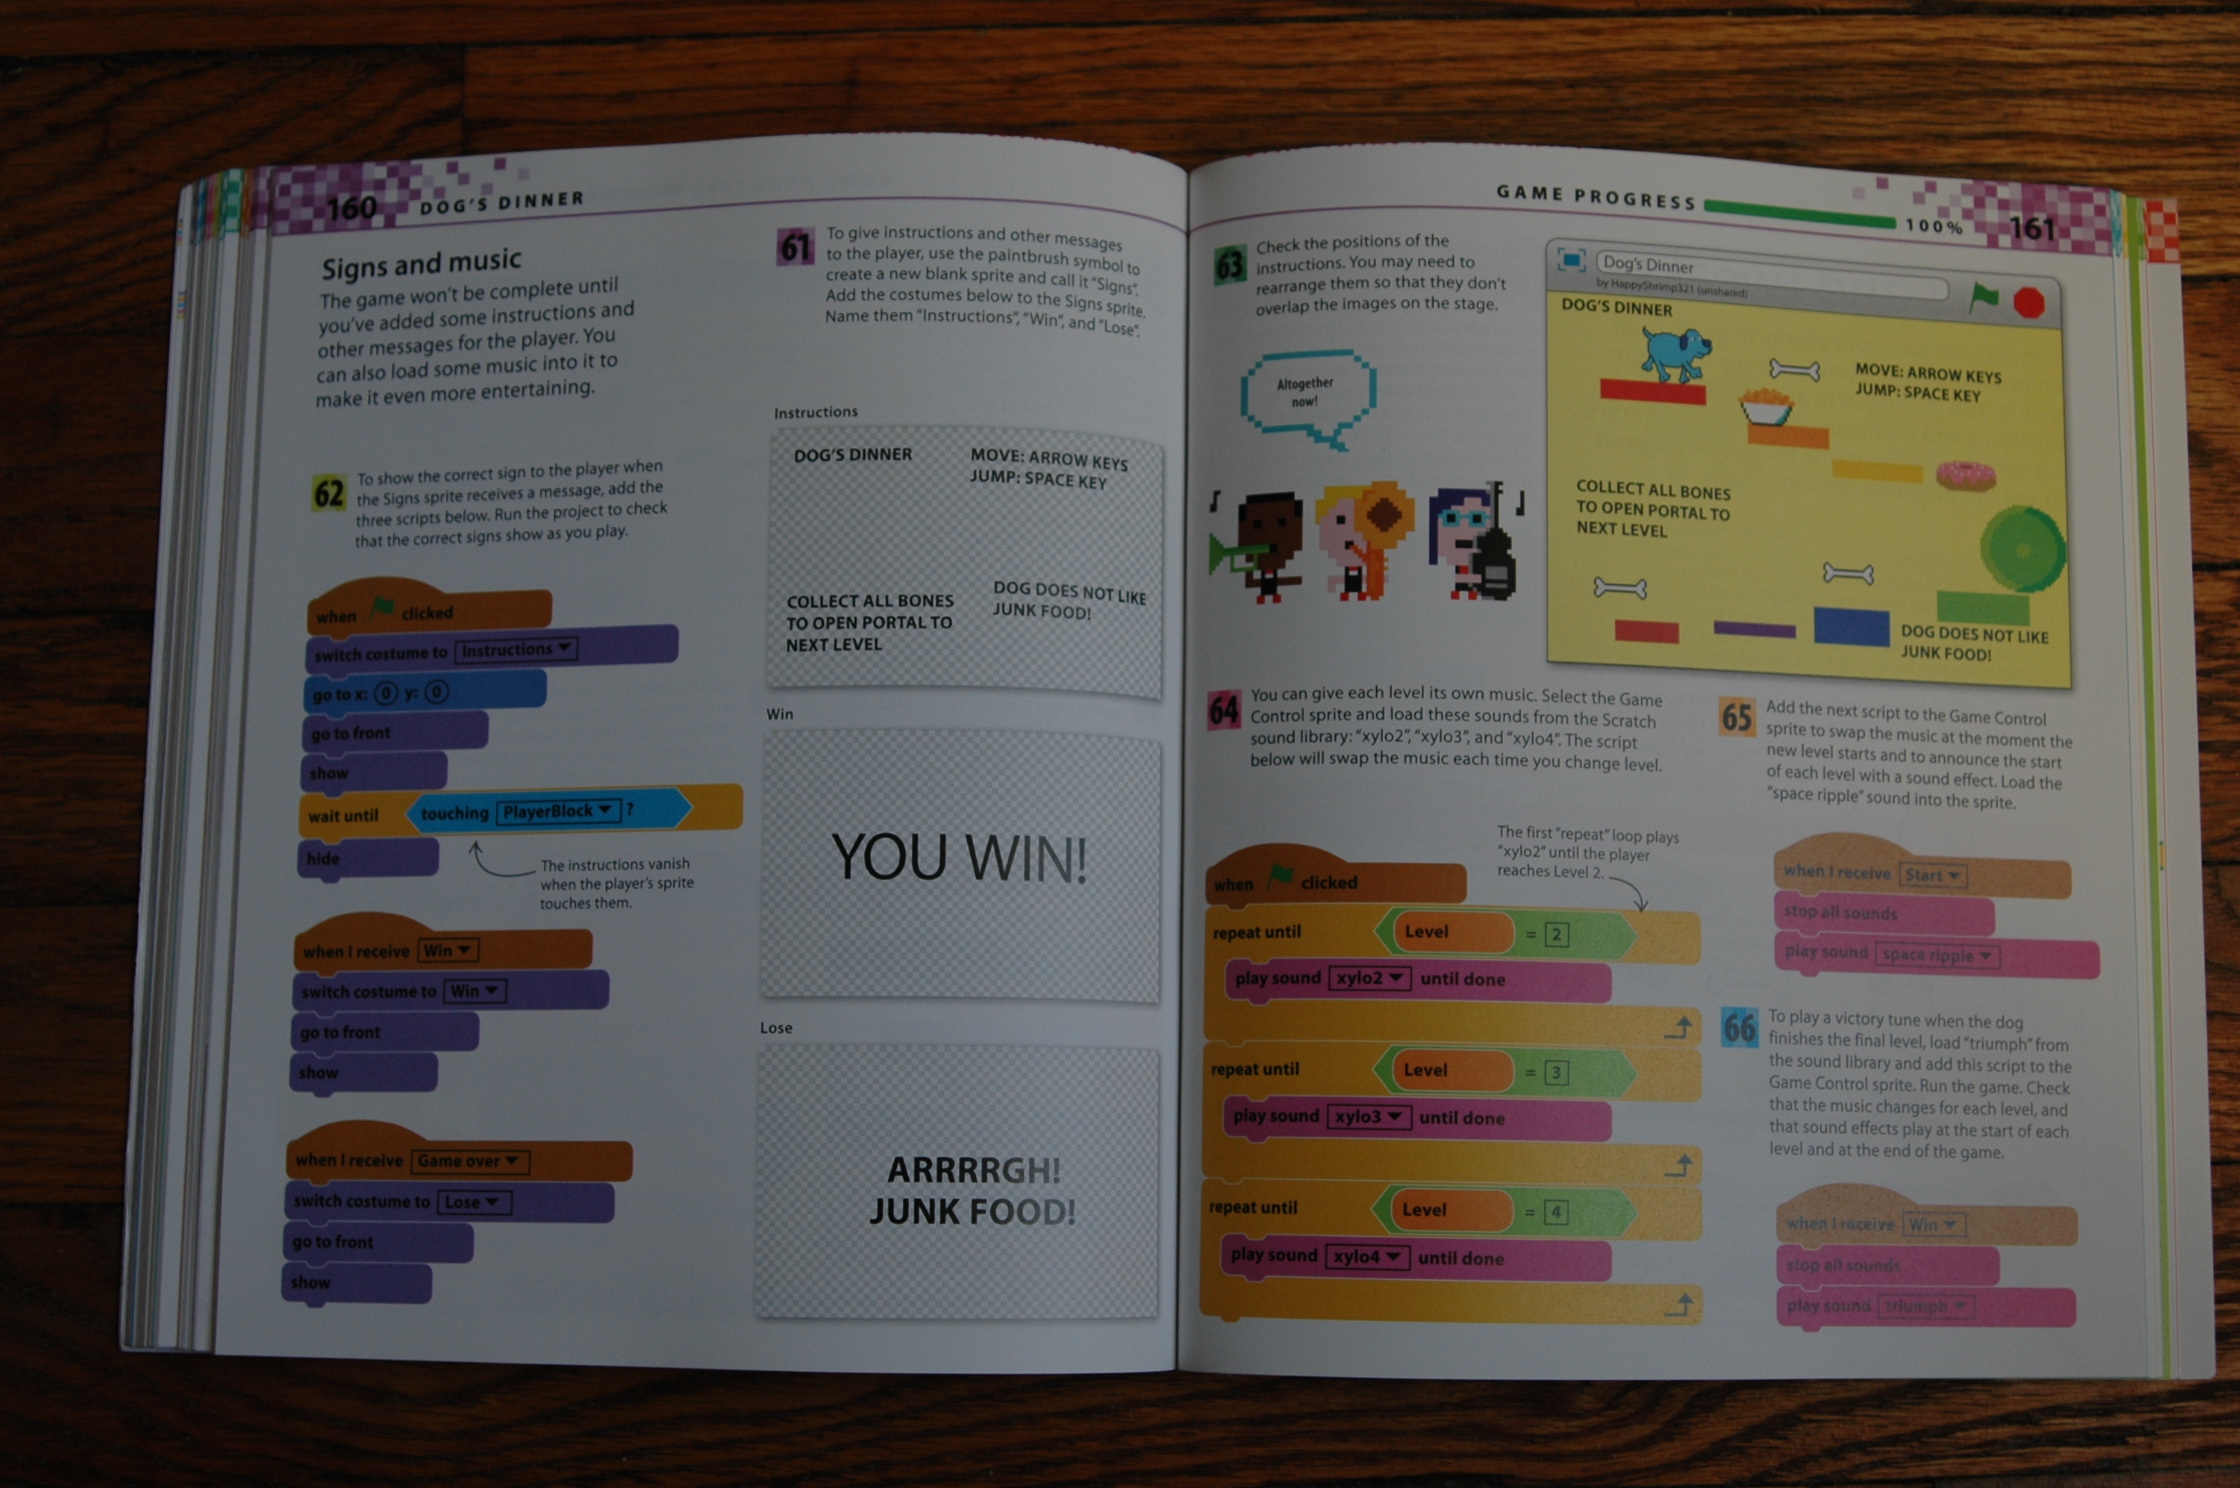 160 DOG'S DINNER
Signs and music
The game won't be complete until
you've added some instructions and
other messages for the player. You
can also load some music into it to
make it even more entertaining.
61 To give instructions and other messages
to the player, use the paintbrush symbol to
create a new blank sprite and call it "Signs".
Add the costumes below to the Signs sprite.
Name them "Instructions", "Win", and "Lose".
62 To show the correct sign to the player when
the Signs sprite receives a message, add the
three scripts below. Run the project to check
that the correct signs show as you play.
when clicked
switch costume to Instructions
go to x: 0 y: 0
go to front
show
wait until touching PlayerBlock ?
hide
The instructions vanish
when the player's sprite
touches them.
when I receive Win
switch costume to Win
go to front
show
when I receive Game over
switch costume to Lose
go to front
show
Instructions
DOG'S DINNER
MOVE: ARROW KEYS
JUMP: SPACE KEY
COLLECT ALL BONES
TO OPEN PORTAL TO
NEXT LEVEL
DOG DOES NOT LIKE
JUNK FOOD!
Win
YOU WIN!
Lose
ARRRRGH!
JUNK FOOD!
GAME PROGRESS 100% 161
63 Check the positions of the
instructions. You may need to
rearrange them so that they don't
overlap the images on the stage.
Altogether
now!
Dog's Dinner
by HappyShrimp321 (unshared)
DOG'S DINNER
MOVE: ARROW KEYS
JUMP: SPACE KEY
COLLECT ALL BONES
TO OPEN PORTAL TO
NEXT LEVEL
DOG DOES NOT LIKE
JUNK FOOD!
64 You can give each level its own music. Select the Game
Control sprite and load these sounds from the Scratch
sound library: "xylo2", "xylo3", and "xylo4". The script
below will swap the music each time you change level.
The first "repeat" loop plays
"xylo2" until the player
reaches Level 2.
when clicked
repeat until Level = 2
play sound xylo2 until done
repeat until Level = 3
play sound xylo3 until done
repeat until Level = 4
play sound xylo4 until done
65 Add the next script to the Game Control
sprite to swap the music at the moment the
new level starts and to announce the start
of each level with a sound effect. Load the
"space ripple" sound into the sprite.
when I receive Start
stop all sounds
play sound space ripple
66 To play a victory tune when the dog
finishes the final level, load "triumph" from
the sound library and add this script to the
Game Control sprite. Run the game. Check
that the music changes for each level, and
that sound effects play at the start of each
level and at the end of the game.
when I receive Win
stop all sounds
play sound triumph